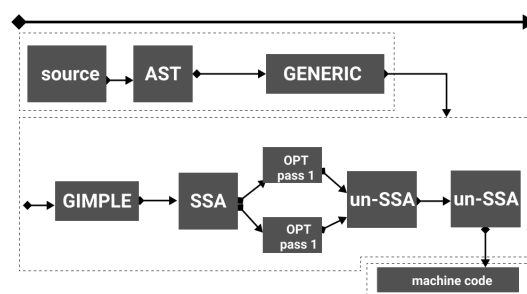 source
AST
GENERIC
GIMPLE
SSA
OPT
pass 1
OPT
pass 1
un-SSA
un-SSA
machine code